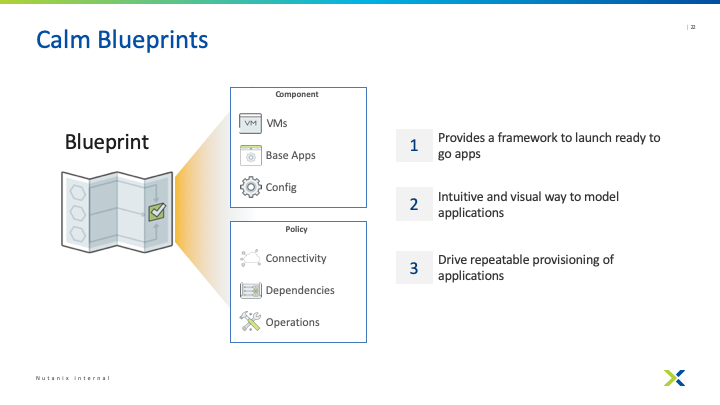 Calm Blueprints
| 22
Blueprint
Component
VM
VMs
Base Apps
Config
Policy
Connectivity
Dependencies
Operations
1
Provides a framework to launch ready to
go apps
2
Intuitive and visual way to model
applications
3
Drive repeatable provisioning of
applications
Nutanix internal